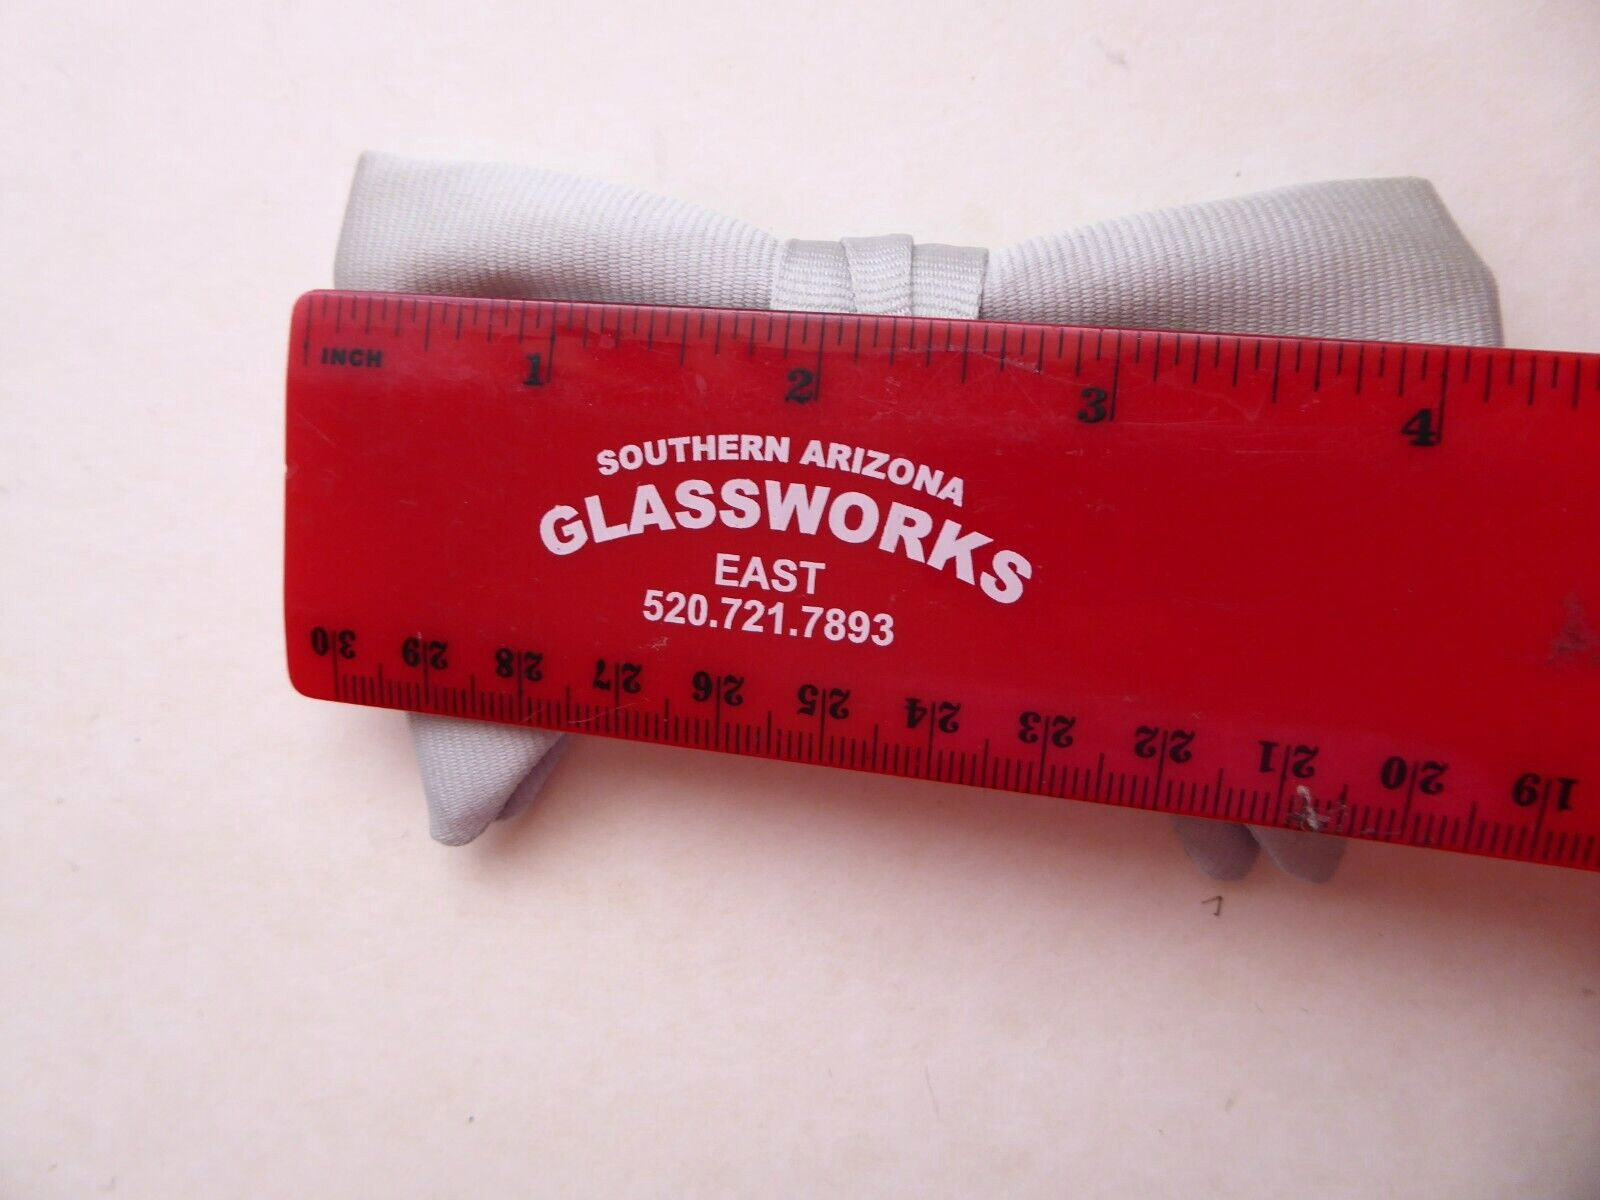 INCH
1 2 3 4
SOUTHERN ARIZONA
GLASSWORKS
EAST
520.721.7893
30 29 28 27 26 25 24 23 22 21 20 19